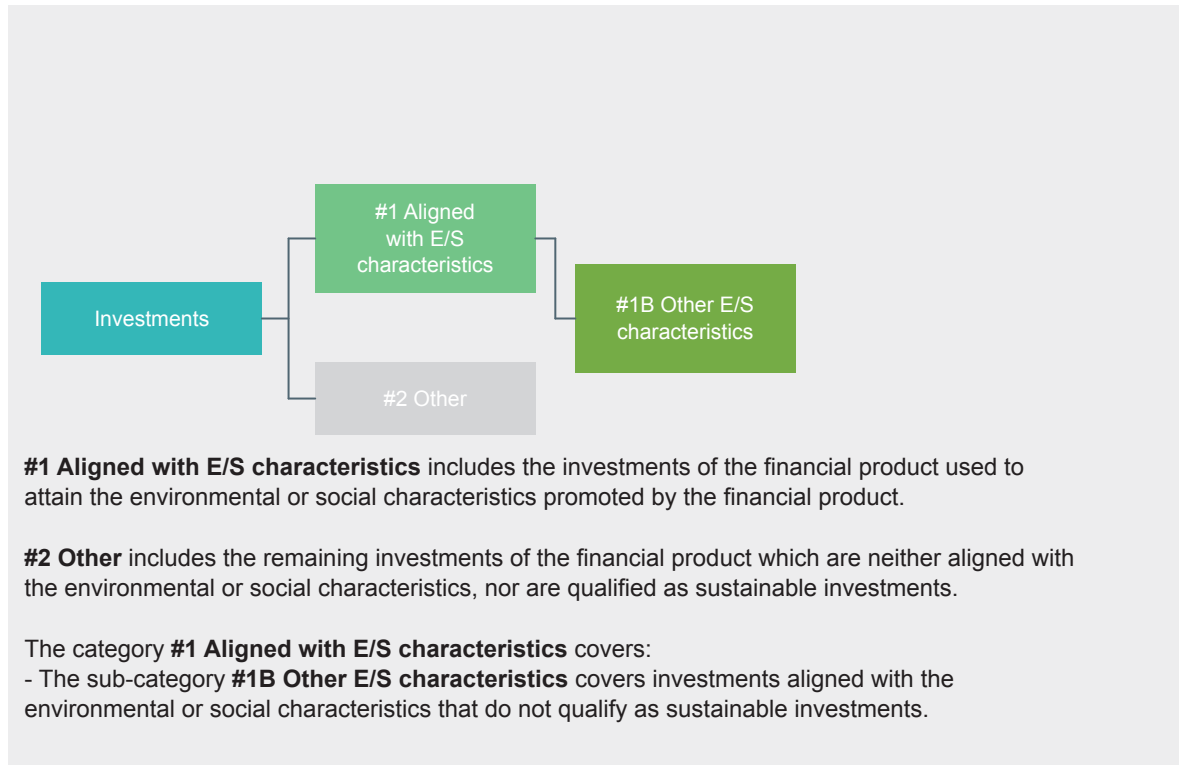 #1 Aligned
with E/S
characteristics
Investments
#1B Other E/S
characteristics
#2 Other
#1 Aligned with E/S characteristics includes the investments of the financial product used to
attain the environmental or social characteristics promoted by the financial product.
#2 Other includes the remaining investments of the financial product which are neither aligned with
the environmental or social characteristics, nor are qualified as sustainable investments.
The category #1 Aligned with E/S characteristics covers:
- The sub-category #1B Other E/S characteristics covers investments aligned with the
environmental or social characteristics that do not qualify as sustainable investments.